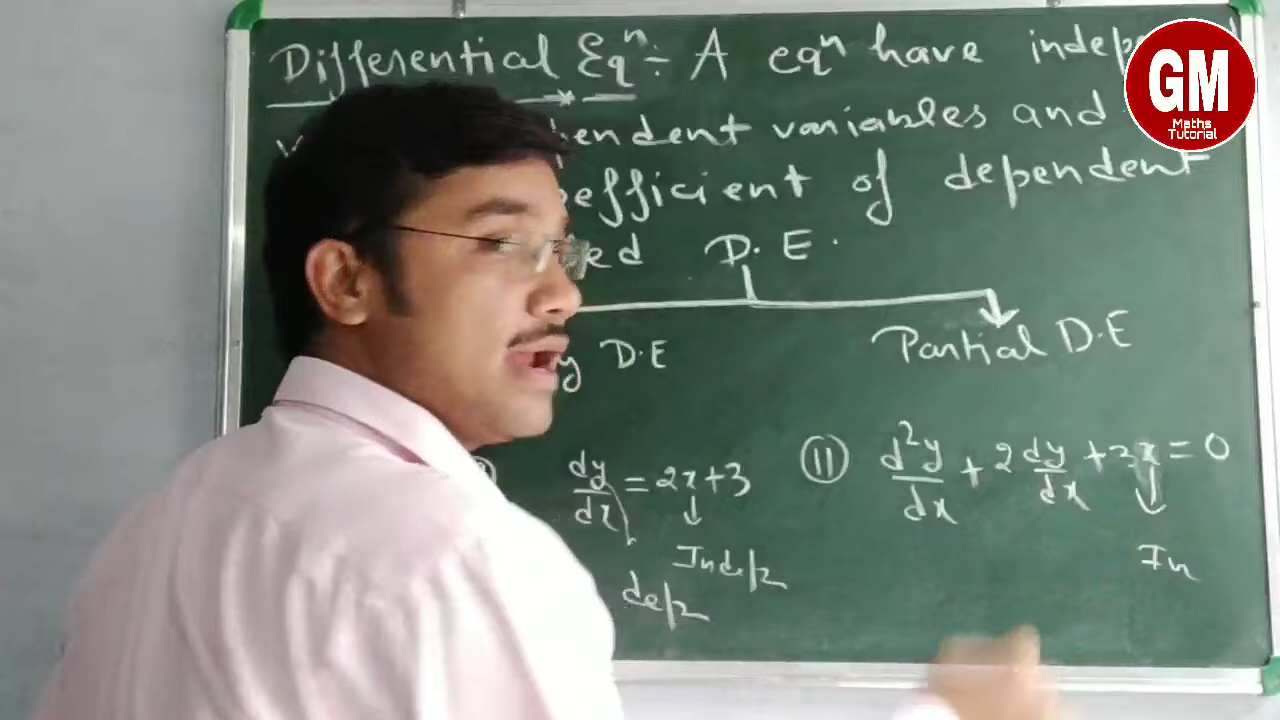 Differential Eqⁿ÷ A eqⁿ have indep
GM
Maths
Tutorial
endent variables and
efficient of dependent
ed D.E.
y D.E Partial D.E
dy/dx = 2x+3 (11) d²y/dx + 2 dy/dx + 3x = 0
Indep In
dep